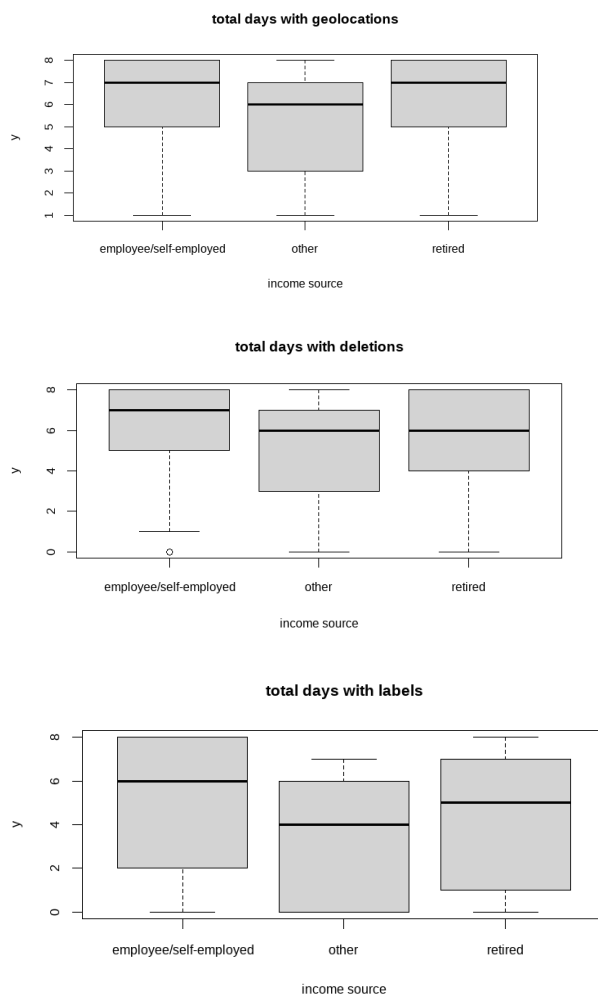 total days with geolocations
8
7
6
5
4
3
2
1
y
employee/self-employed other retired
income source
total days with deletions
8
6
4
2
0
y
employee/self-employed other retired
income source
total days with labels
8
6
4
2
0
y
employee/self-employed other retired
income source